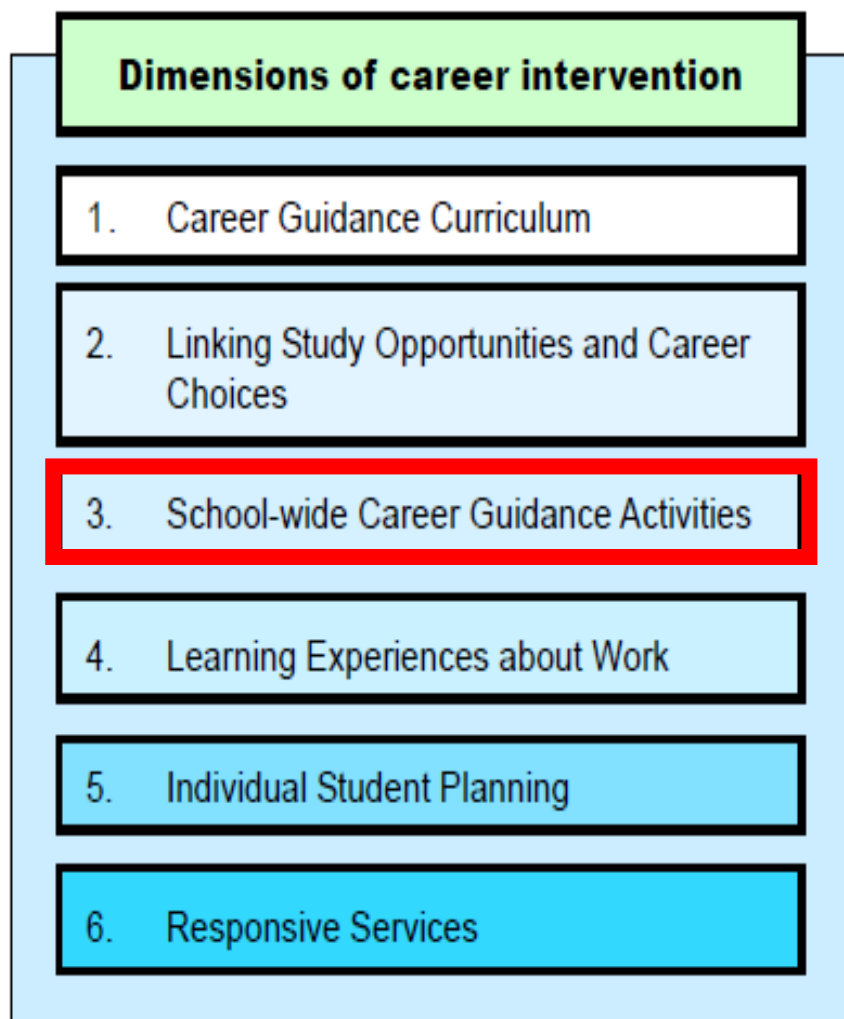 Dimensions of career intervention
1. Career Guidance Curriculum
2. Linking Study Opportunities and Career
Choices
3. School-wide Career Guidance Activities
4. Learning Experiences about Work
5. Individual Student Planning
6. Responsive Services